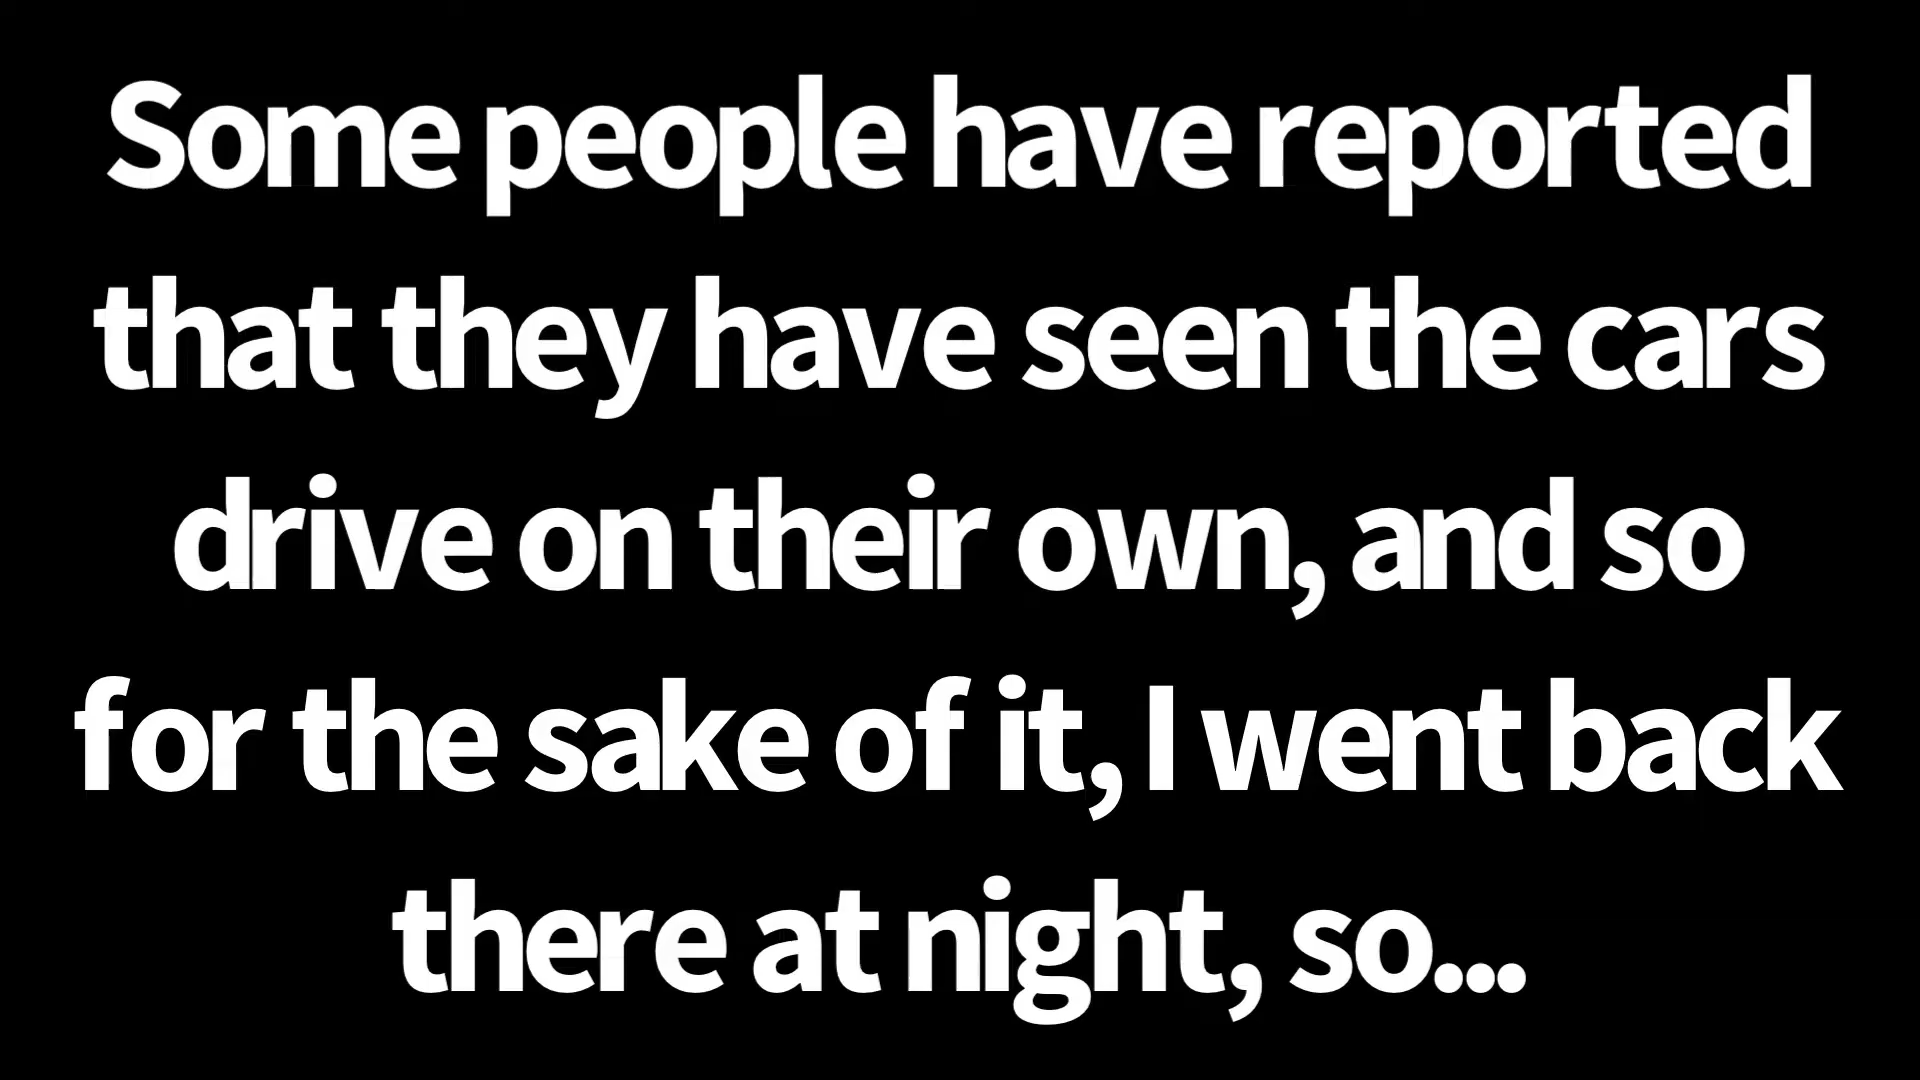 Some people have reported
that they have seen the cars
drive on their own, and so
for the sake of it, I went back
there at night, so...